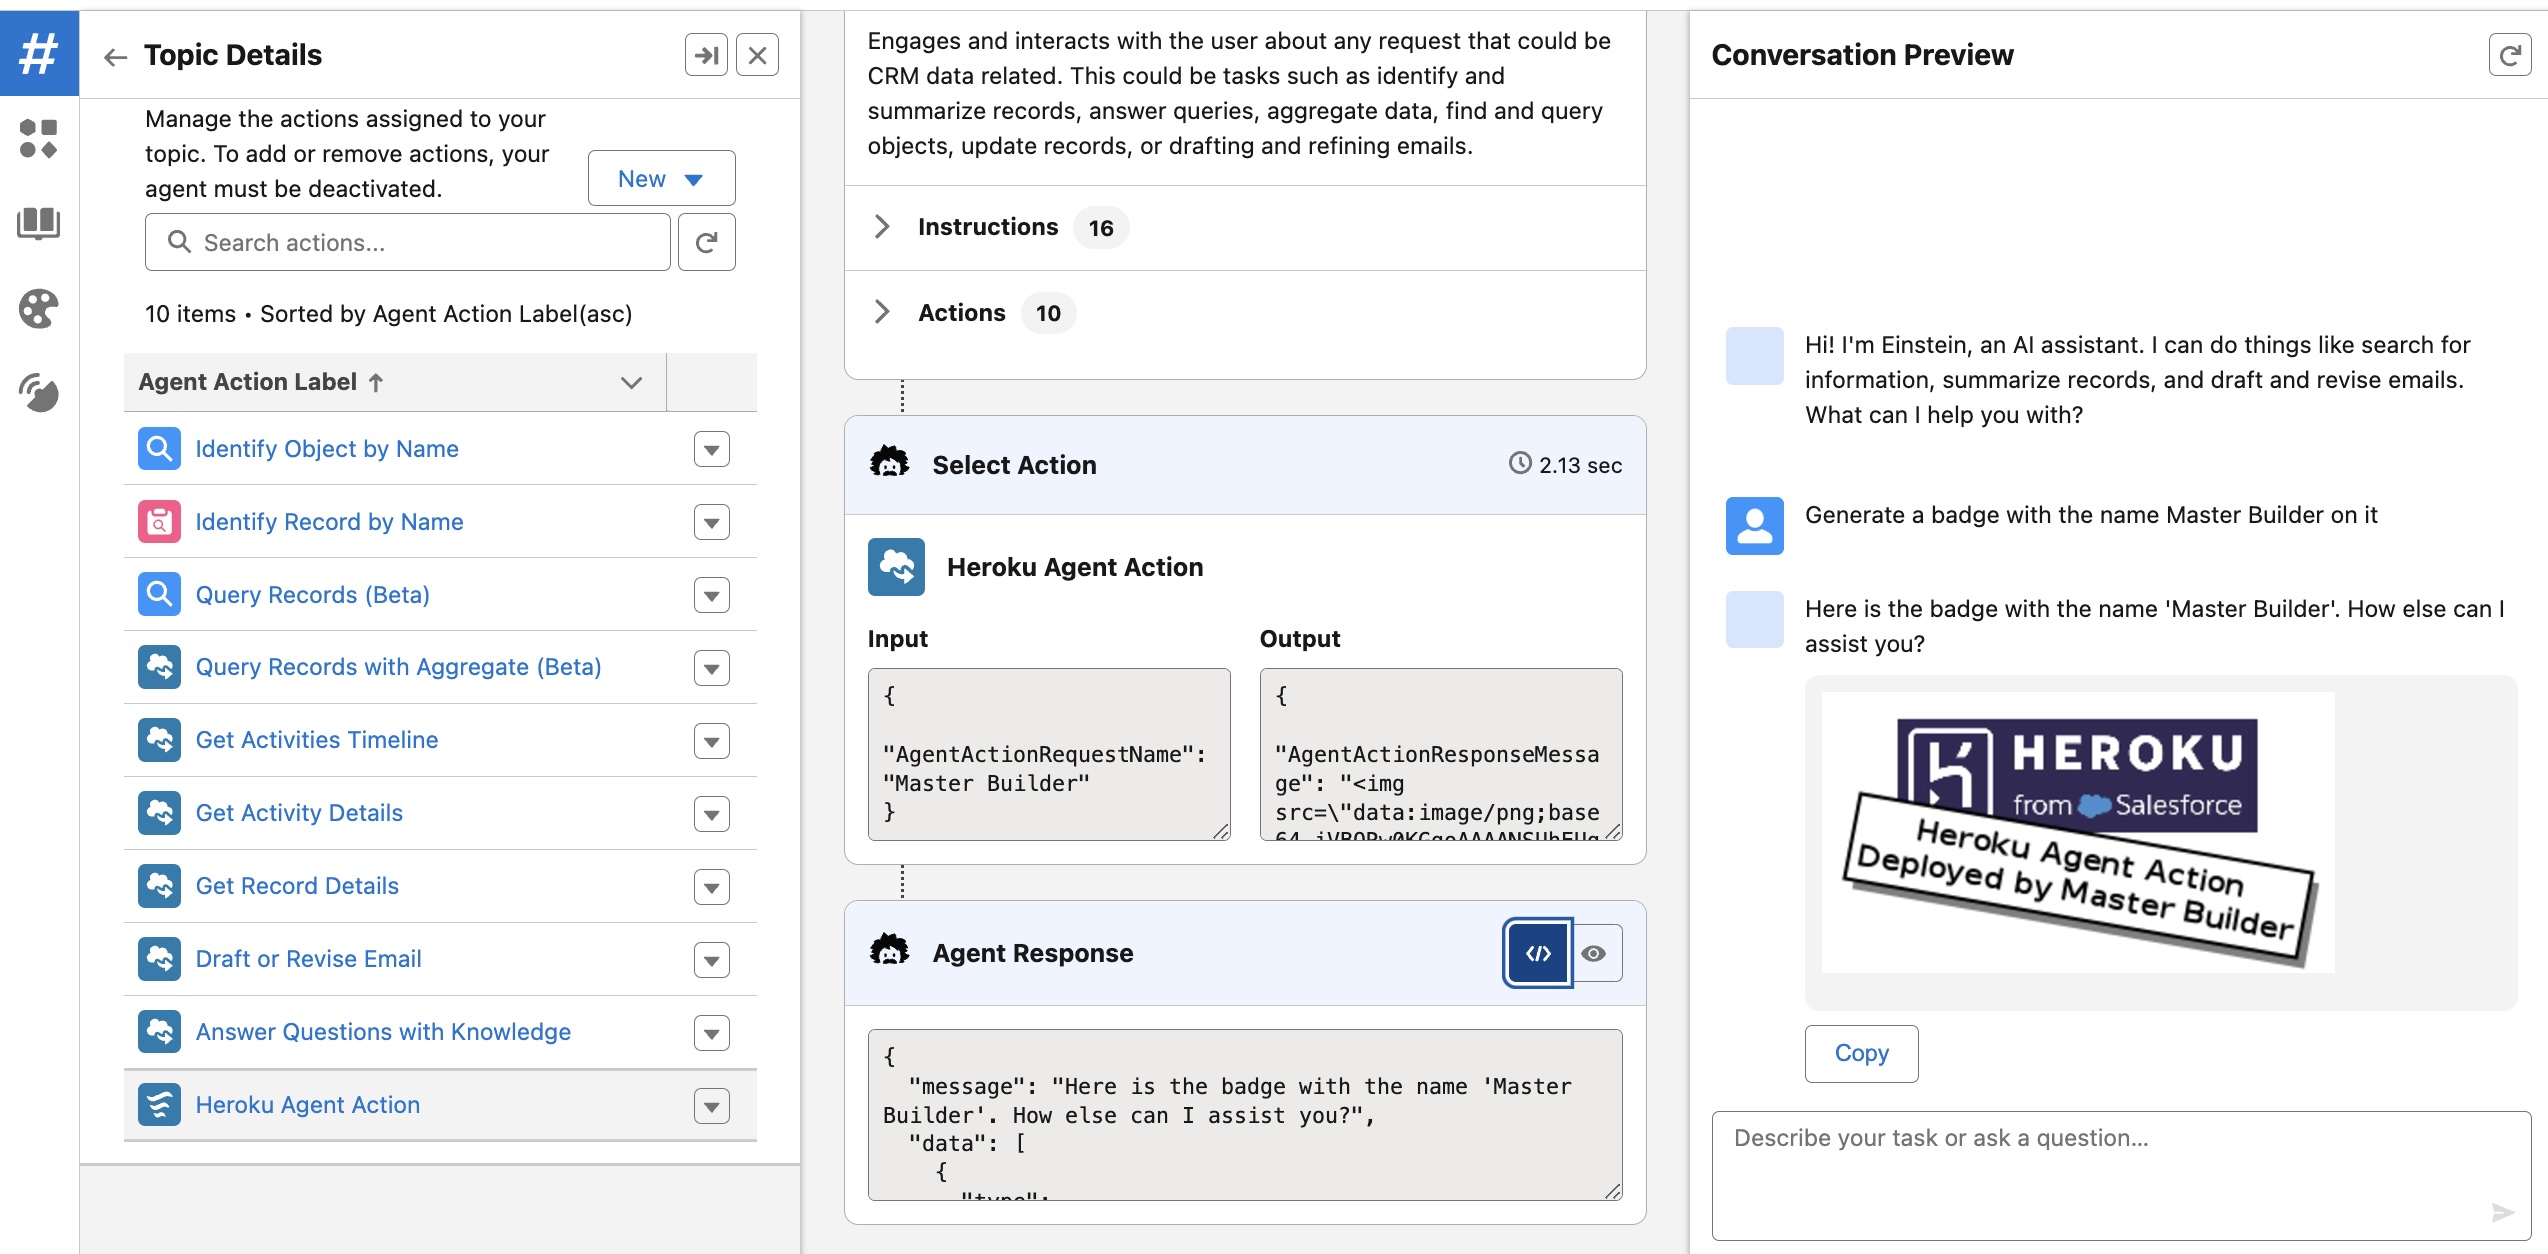 #
Topic Details
Manage the actions assigned to your
topic. To add or remove actions, your
agent must be deactivated.
New
Search actions...
10 items • Sorted by Agent Action Label(asc)
Agent Action Label
Identify Object by Name
Identify Record by Name
Query Records (Beta)
Query Records with Aggregate (Beta)
Get Activities Timeline
Get Activity Details
Get Record Details
Draft or Revise Email
Answer Questions with Knowledge
Heroku Agent Action
Engages and interacts with the user about any request that could be
CRM data related. This could be tasks such as identify and
summarize records, answer queries, aggregate data, find and query
objects, update records, or drafting and refining emails.
Instructions 16
Actions 10
Select Action 2.13 sec
Heroku Agent Action
Input
{
"AgentActionRequestName":
"Master Builder"
}
Output
{
"AgentActionResponseMessa
ge": "<img
src=\"data:image/png;base
Agent Response
</>
{
"message": "Here is the badge with the name 'Master
Builder'. How else can I assist you?",
"data": [
{
"type":
Conversation Preview
Hi! I'm Einstein, an AI assistant. I can do things like search for
information, summarize records, and draft and revise emails.
What can I help you with?
Generate a badge with the name Master Builder on it
Here is the badge with the name 'Master Builder'. How else can I
assist you?
HEROKU
from Salesforce
Heroku Agent Action
Deployed by Master Builder
Copy
Describe your task or ask a question...